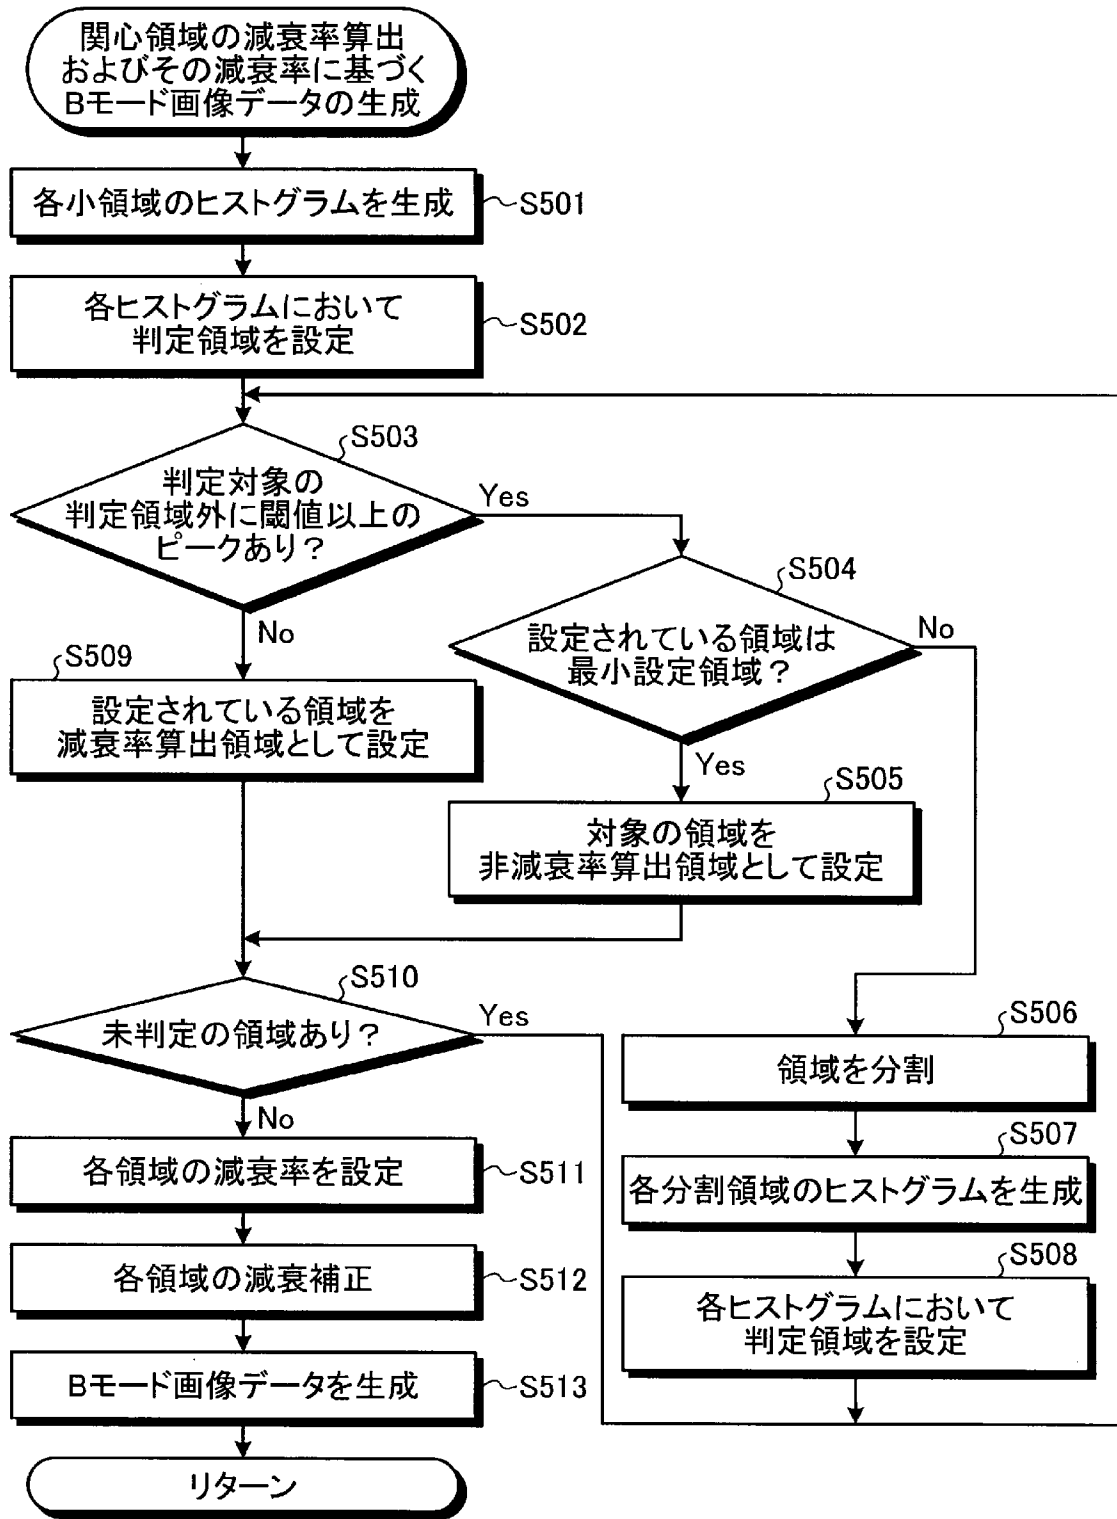 関心領域の減衰率算出
およびその減衰率に基づく
Bモード画像データの生成
各小領域のヒストグラムを生成
S501
各ヒストグラムにおいて
判定領域を設定
S502
S503
判定対象の
判定領域外に閾値以上の
ピークあり？
Yes
No
S504
設定されている領域は
最小設定領域？
No
Yes
S509
設定されている領域を
減衰率算出領域として設定
S505
対象の領域を
非減衰率算出領域として設定
S510
未判定の領域あり？
Yes
No
S506
領域を分割
S507
各分割領域のヒストグラムを生成
S508
各ヒストグラムにおいて
判定領域を設定
各領域の減衰率を設定
S511
各領域の減衰補正
S512
Bモード画像データを生成
S513
リターン